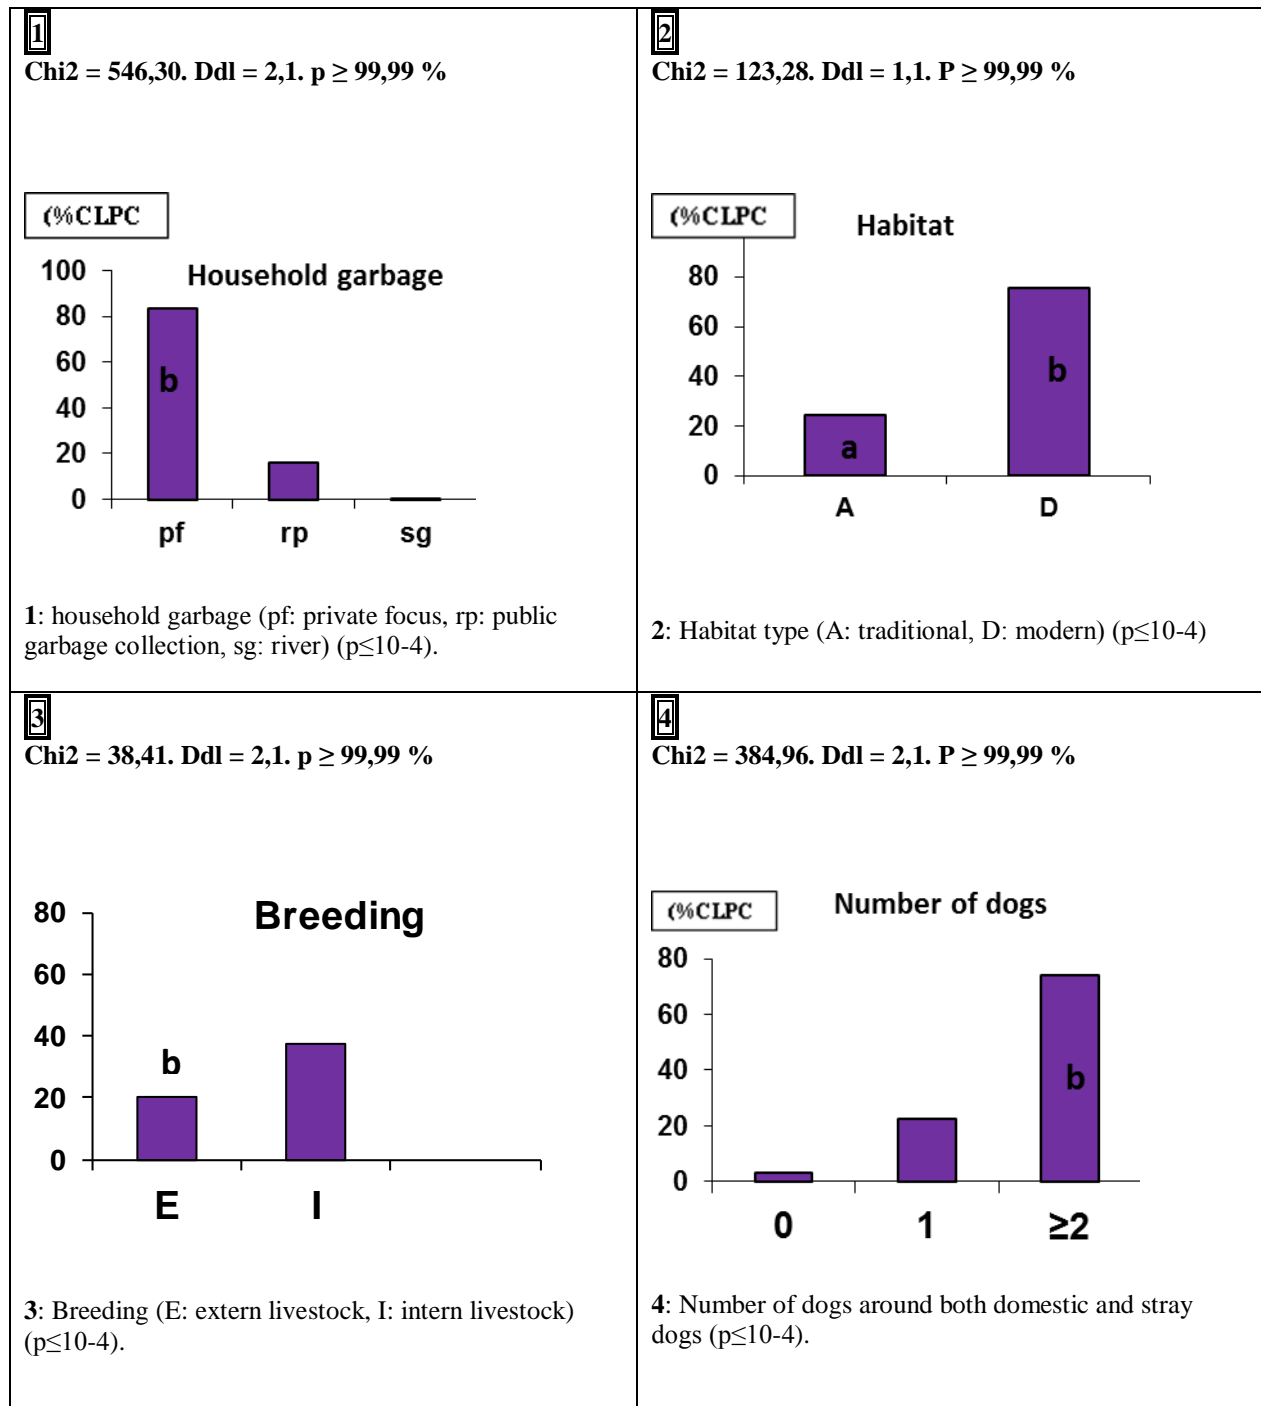 1
Chi2 = 546,30. Ddl = 2,1. p ≥ 99,99 %
(%CLPC
Household garbage
100
80
60
40
20
0
b
pf rp sg
1: household garbage (pf: private focus, rp: public
garbage collection, sg: river) (p≤10-4).
2
Chi2 = 123,28. Ddl = 1,1. P ≥ 99,99 %
(%CLPC
Habitat
80
60
40
20
0
a
b
A D
2: Habitat type (A: traditional, D: modern) (p≤10-4)
3
Chi2 = 38,41. Ddl = 2,1. p ≥ 99,99 %
Breeding
80
60
40
20
0
b
E I
3: Breeding (E: extern livestock, I: intern livestock)
(p≤10-4).
4
Chi2 = 384,96. Ddl = 2,1. P ≥ 99,99 %
(%CLPC
Number of dogs
80
60
40
20
0
b
0 1 ≥2
4: Number of dogs around both domestic and stray
dogs (p≤10-4).